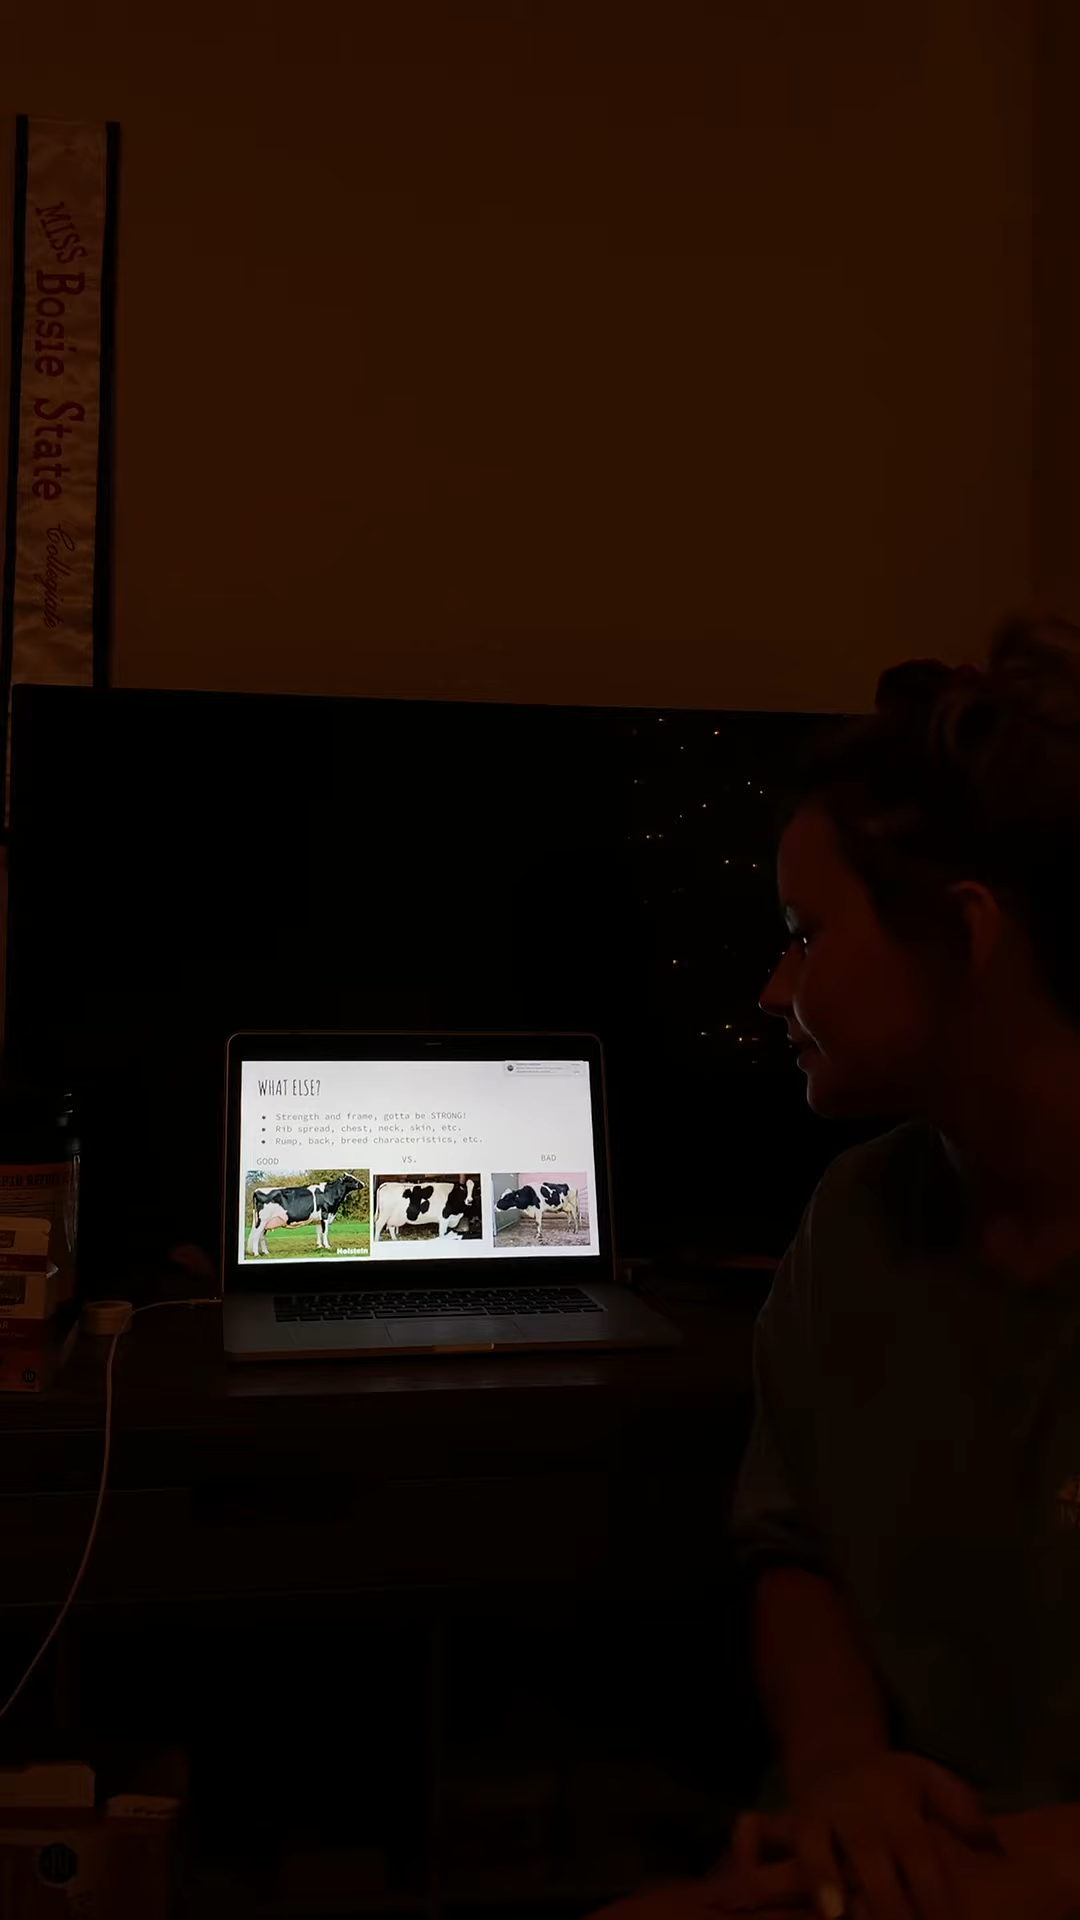 MISS Bosie State Collegiate
WHAT ELSE?
Strength and frame, gotta be STRONG!
Rib spread, chest, neck, skin, etc.
Rump, back, breed characteristics, etc.
GOOD VS. BAD
Holstein